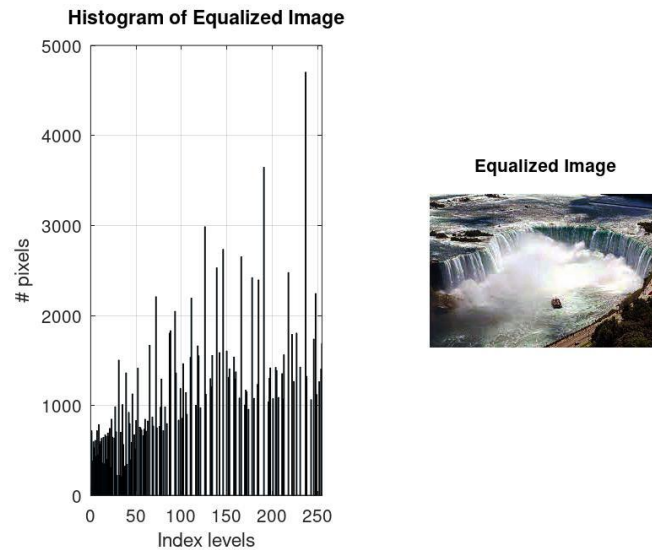 Histogram of Equalized Image
5000
4000
3000
2000
1000
0
# pixels
0 50 100 150 200 250
Index levels
Equalized Image